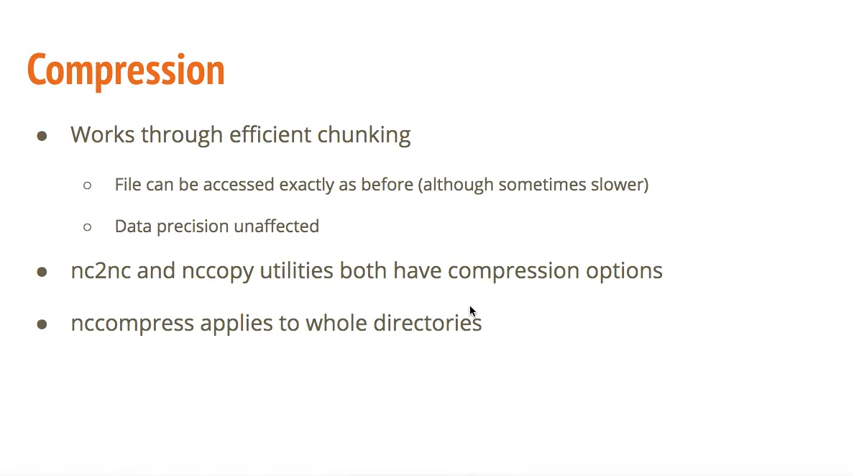 Compression
● Works through efficient chunking
○ File can be accessed exactly as before (although sometimes slower)
○ Data precision unaffected
● nc2nc and nccopy utilities both have compression options
● nccompress applies to whole directories